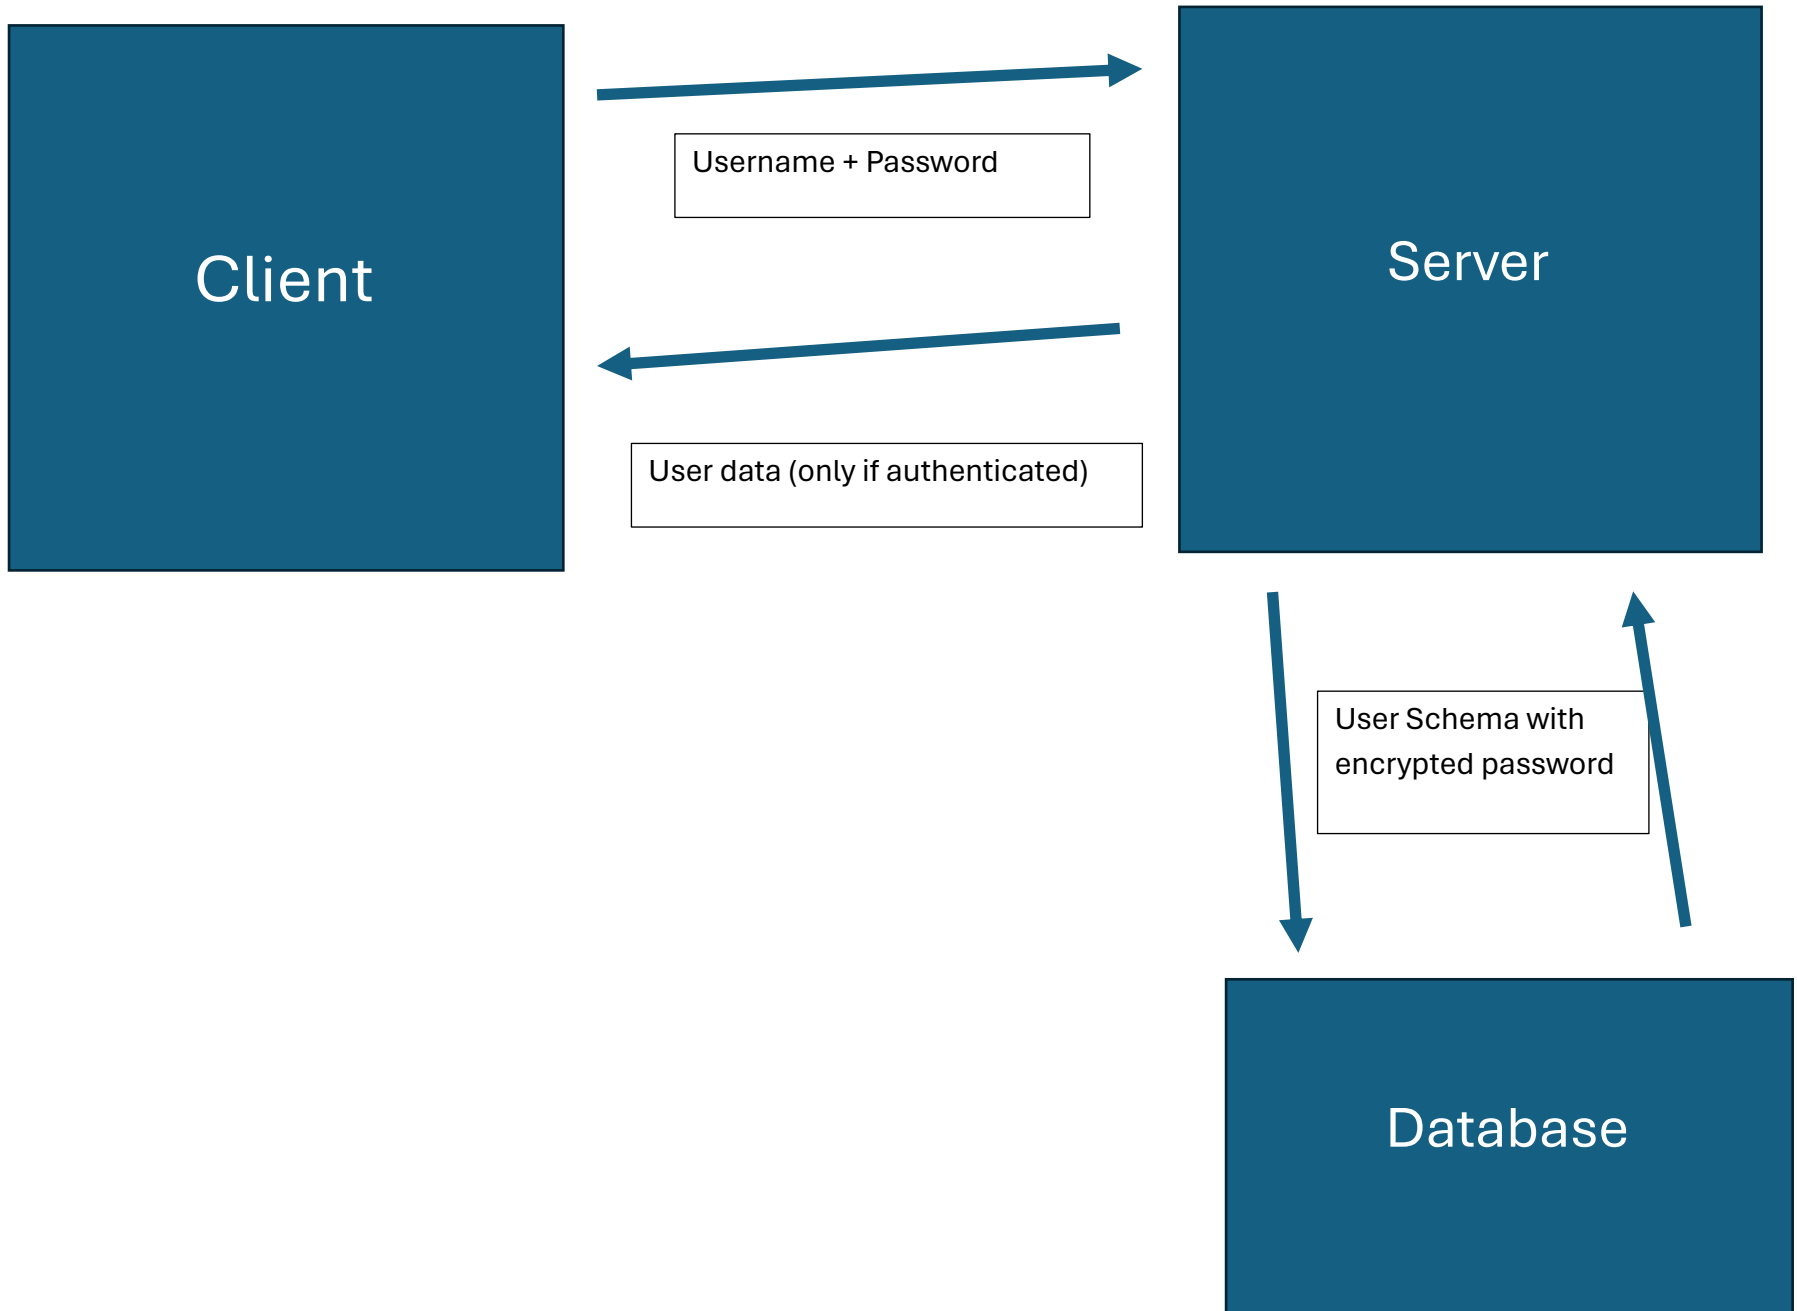 Client
Username + Password
Server
User data (only if authenticated)
User Schema with
encrypted password
Database